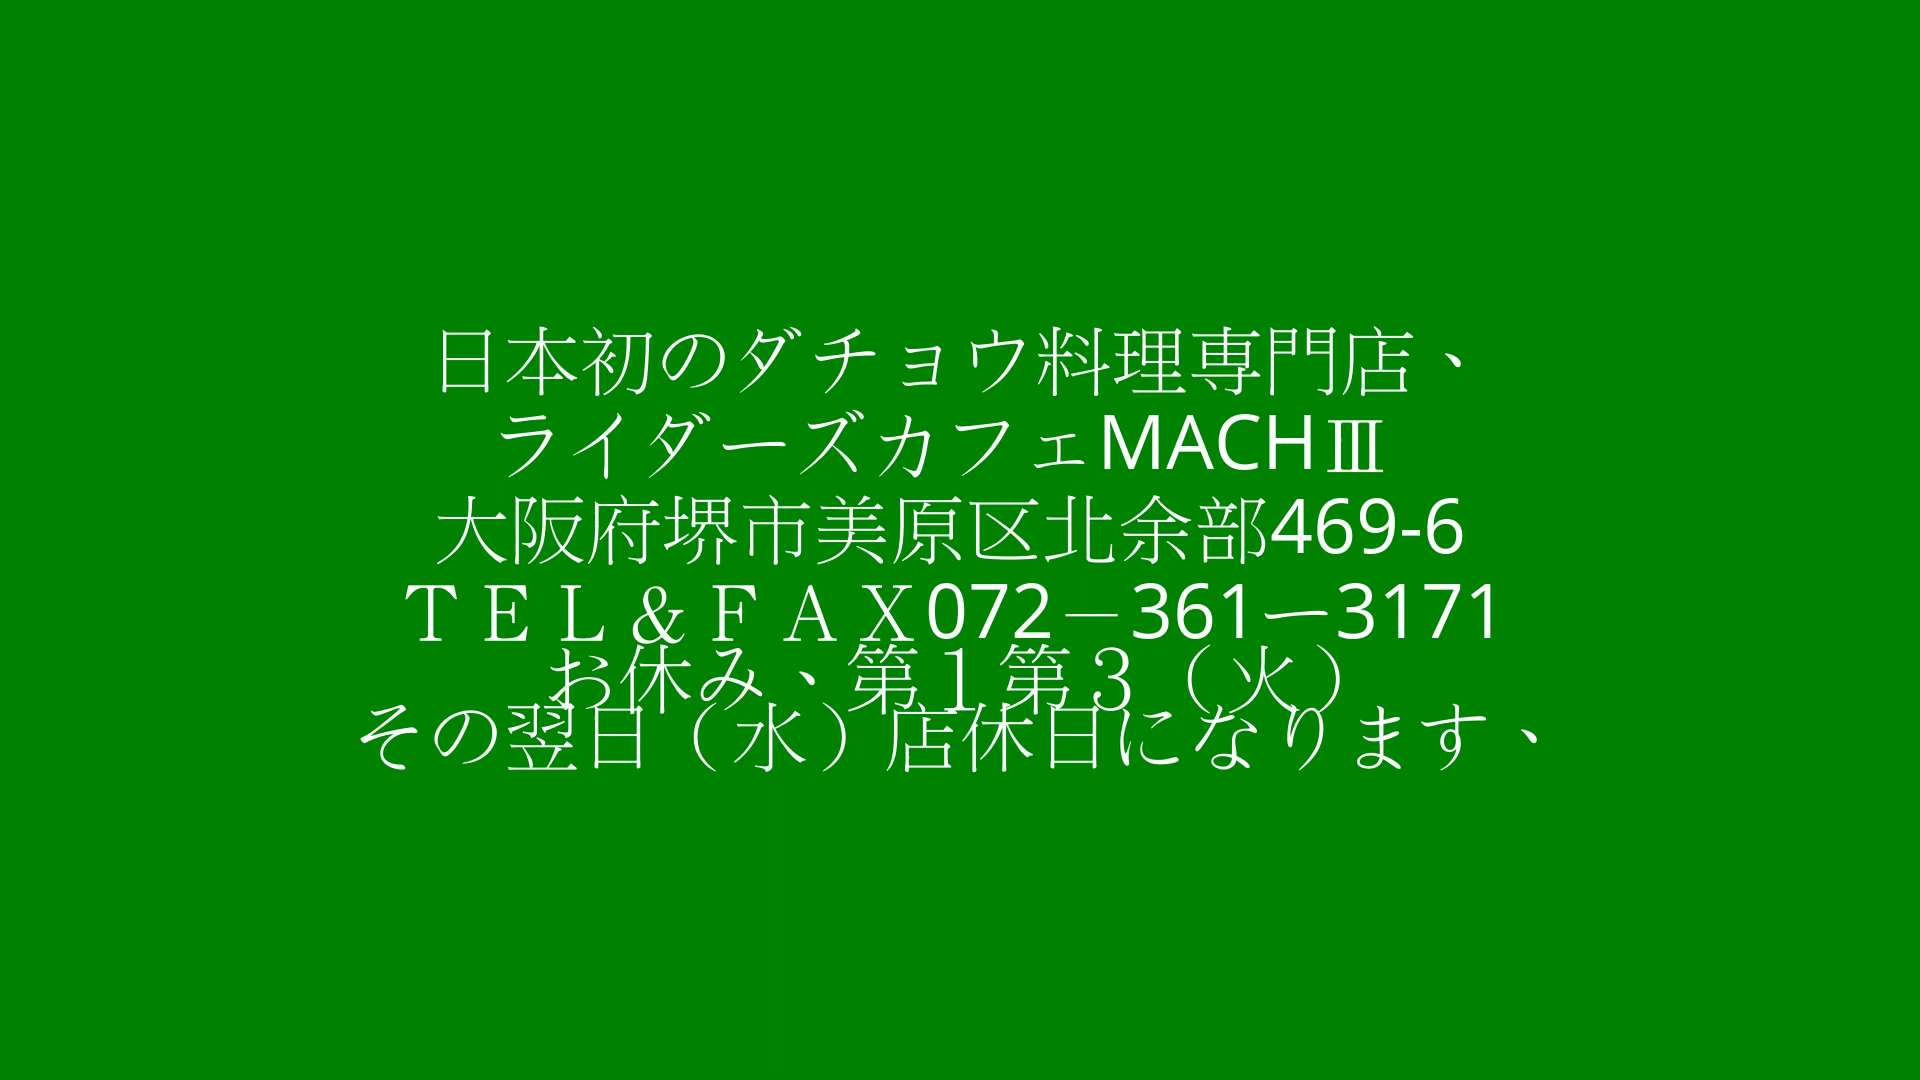 日本初のダチョウ料理専門店、
ライダーズカフェMACHⅢ
大阪府堺市美原区北余部469-6
ＴＥＬ＆ＦＡＸ072－361ー3171
お休み、第１第３（火）
その翌日（水）店休日になります、